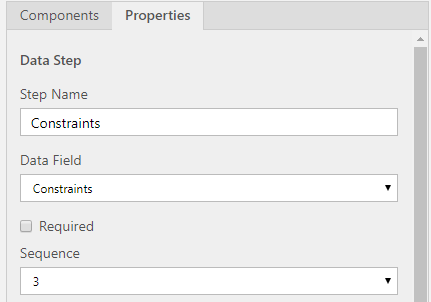 Components Properties
Data Step
Step Name
Constraints
Data Field
Constraints
Required
Sequence
3